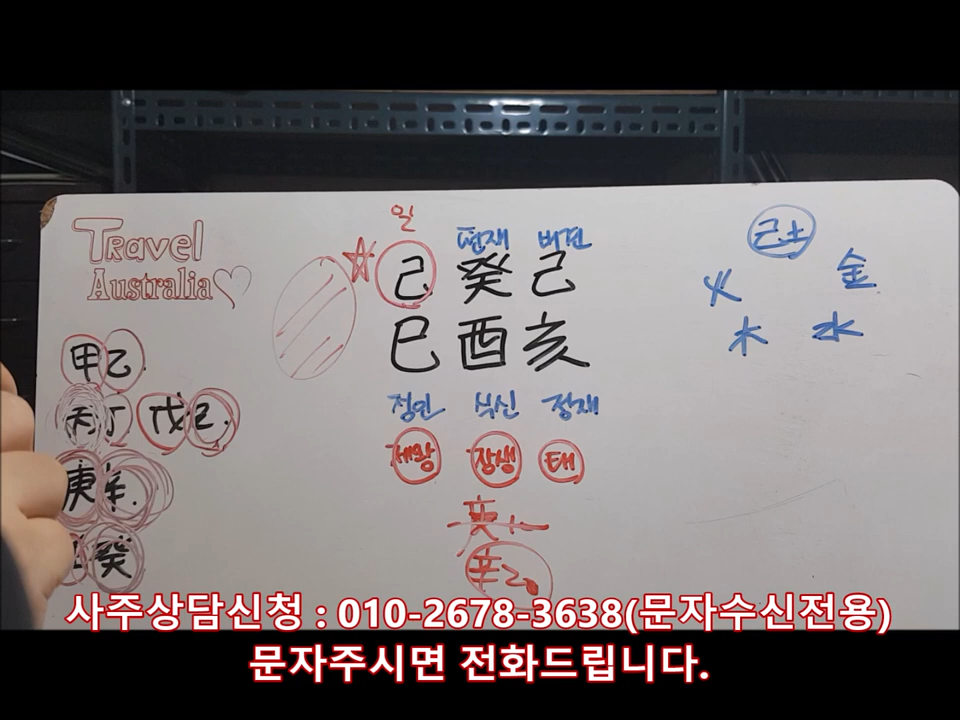 Travel
Australia
일
편재 비견
己 癸 己
巳 酉 亥
정인 식신 정재
제왕 장생 태
己土
火 金
木 水
甲乙
丙丁 戊己
庚辛
癸
사주상담신청 : 010-2678-3638(문자수신전용)
문자주시면 전화드립니다.